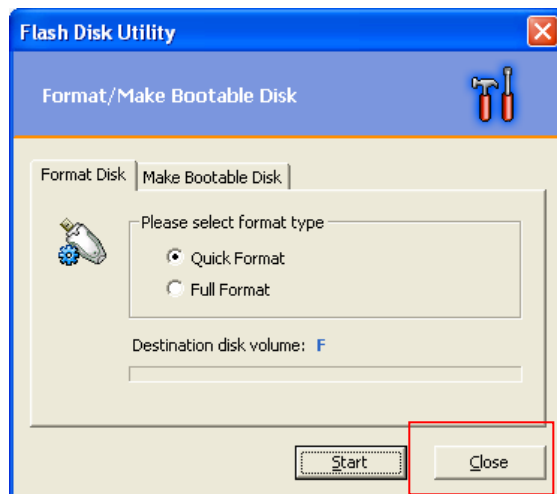 Flash Disk Utility
Format/Make Bootable Disk
Format Disk Make Bootable Disk
Please select format type
Quick Format
Full Format
Destination disk volume: F
Start Close